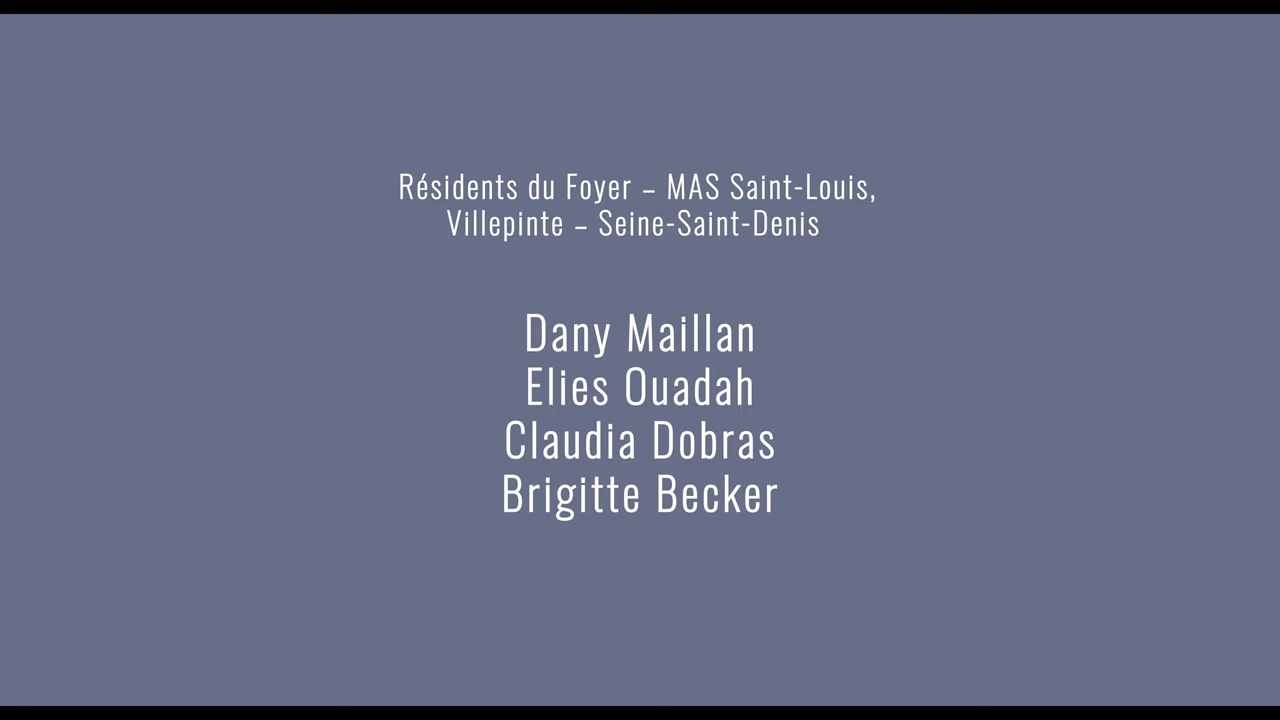 Résidents du Foyer – MAS Saint-Louis,
Villepinte – Seine-Saint-Denis
Dany Maillan
Elies Ouadah
Claudia Dobras
Brigitte Becker